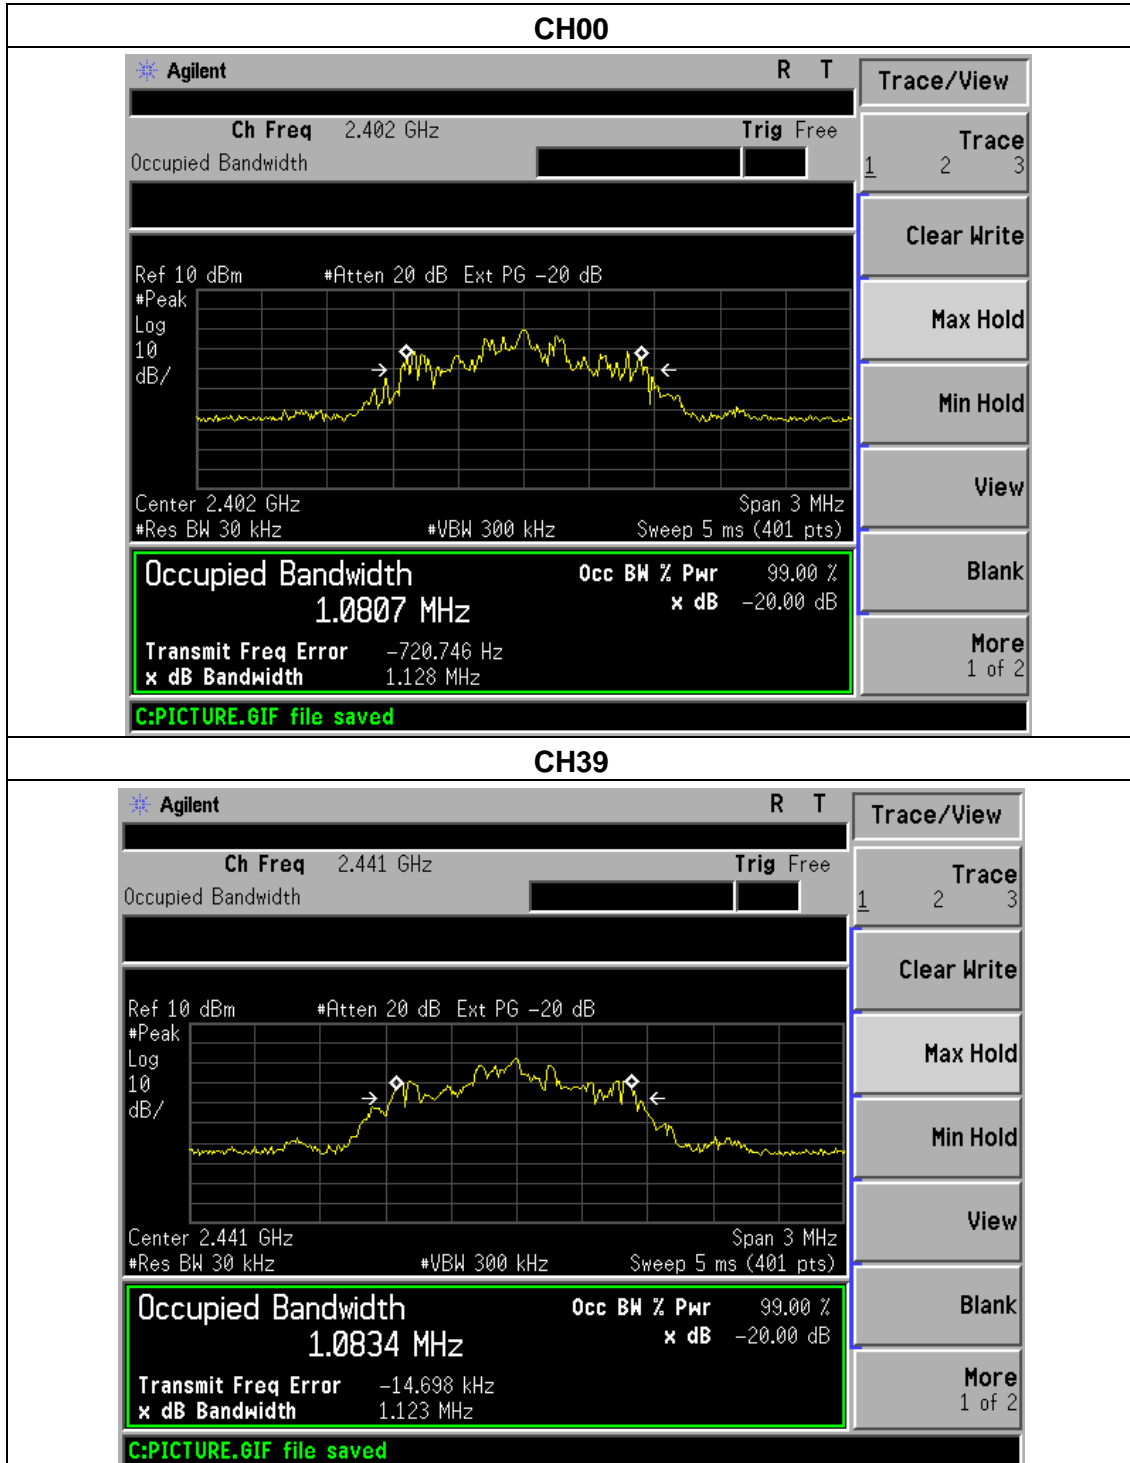 CH00
Agilent R T Trace/View
Ch Freq 2.402 GHz Trig Free
Occupied Bandwidth
Trace
1 2 3
Clear Write
Ref 10 dBm #Atten 20 dB Ext PG -20 dB
#Peak
Log
10
dB/
Max Hold
Min Hold
View
Center 2.402 GHz Span 3 MHz
#Res BW 30 kHz #VBW 300 kHz Sweep 5 ms (401 pts)
Occupied Bandwidth Occ BW % Pwr 99.00 %
1.0807 MHz x dB -20.00 dB
Blank
Transmit Freq Error -720.746 Hz
x dB Bandwidth 1.128 MHz
More
1 of 2
C:PICTURE.GIF file saved
CH39
Agilent R T Trace/View
Ch Freq 2.441 GHz Trig Free
Occupied Bandwidth
Trace
1 2 3
Clear Write
Ref 10 dBm #Atten 20 dB Ext PG -20 dB
#Peak
Log
10
dB/
Max Hold
Min Hold
View
Center 2.441 GHz Span 3 MHz
#Res BW 30 kHz #VBW 300 kHz Sweep 5 ms (401 pts)
Occupied Bandwidth Occ BW % Pwr 99.00 %
1.0834 MHz x dB -20.00 dB
Blank
Transmit Freq Error -14.698 kHz
x dB Bandwidth 1.123 MHz
More
1 of 2
C:PICTURE.GIF file saved